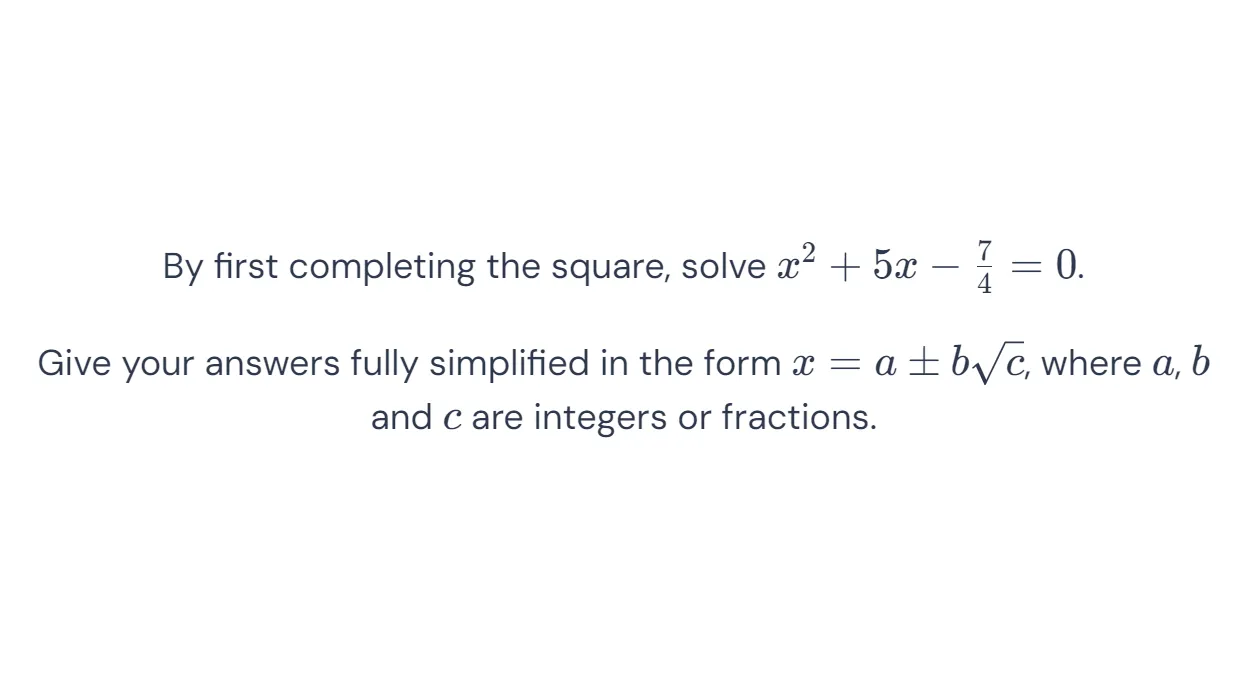 By first completing the square, solve $x^2 + 5x - \frac{7}{4} = 0$.
Give your answers fully simplified in the form $x = a \pm b\sqrt{c}$, where $a$, $b$
and $c$ are integers or fractions.